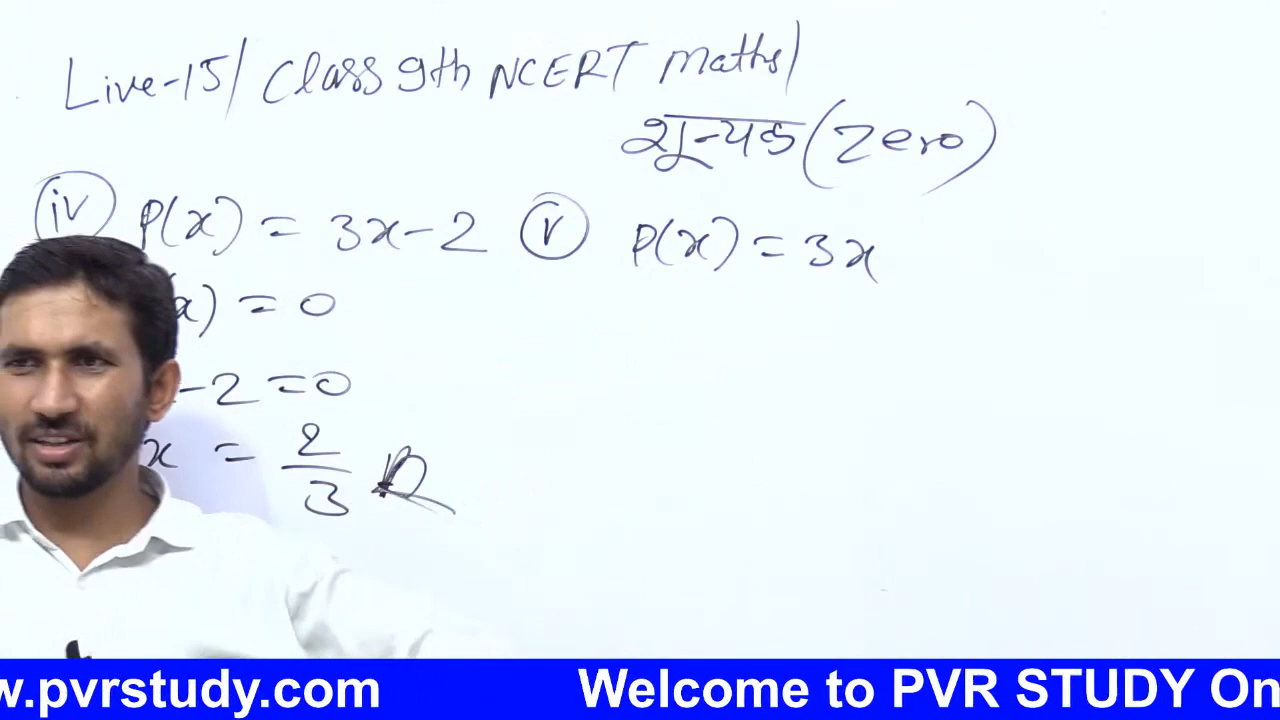 Live-15/ Class 9th NCERT Maths/
शून्यक (Zero)
iv P(x) = 3x-2
x) = 0
-2 = 0
x = 2/3
v P(x) = 3x
w.pvrstudy.com
Welcome to PVR STUDY On